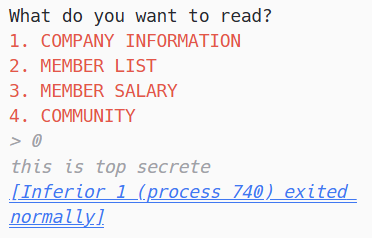 What do you want to read?
1. COMPANY INFORMATION
2. MEMBER LIST
3. MEMBER SALARY
4. COMMUNITY
> 0
this is top secrete
[Inferior 1 (process 740) exited
normally]